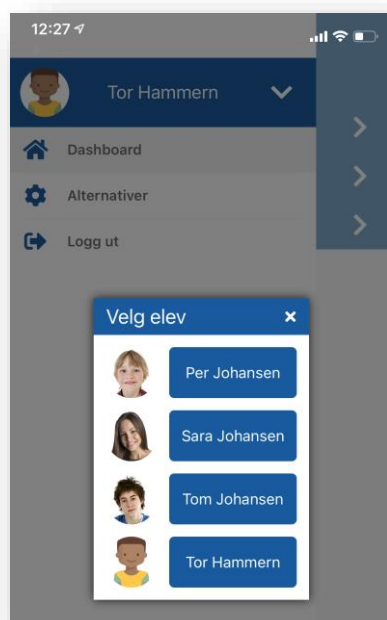 12:27
Tor Hammern
Dashboard
Alternativer
Logg ut
Velg elev
Per Johansen
Sara Johansen
Tom Johansen
Tor Hammern